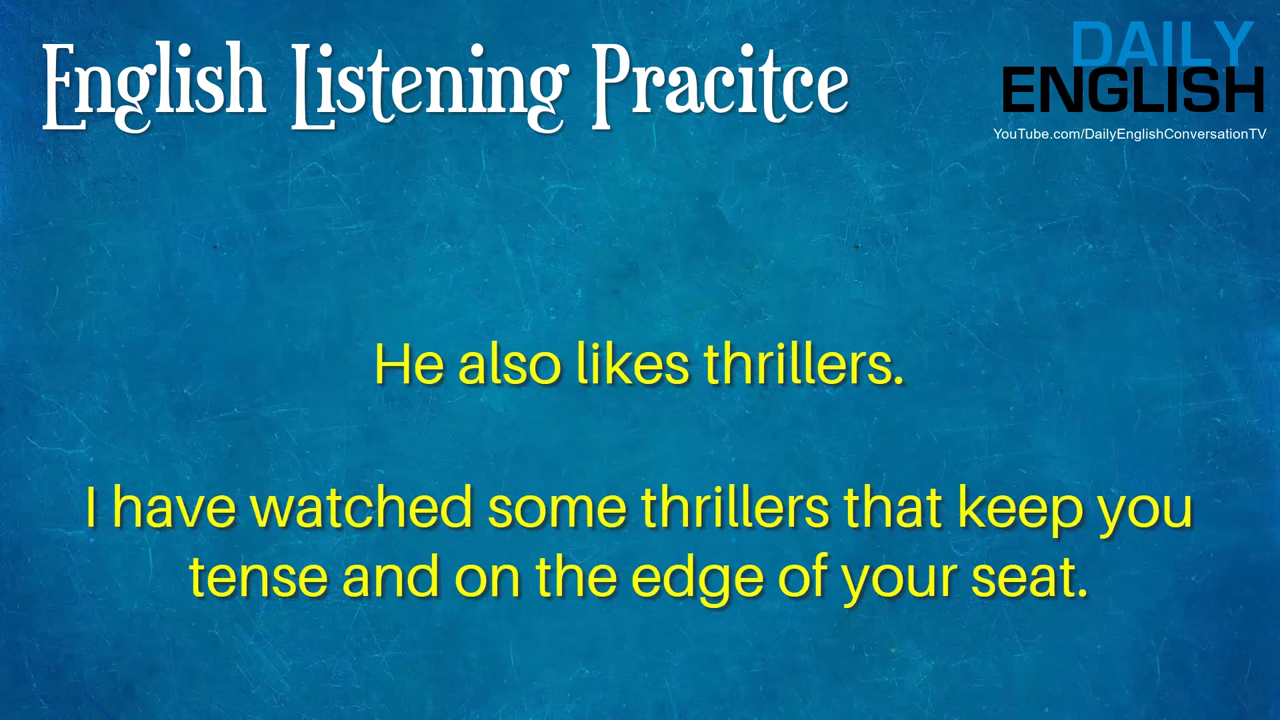 English Listening Pracitce
DAILY
ENGLISH
YouTube.com/DailyEnglishConversationTV
He also likes thrillers.
I have watched some thrillers that keep you
tense and on the edge of your seat.